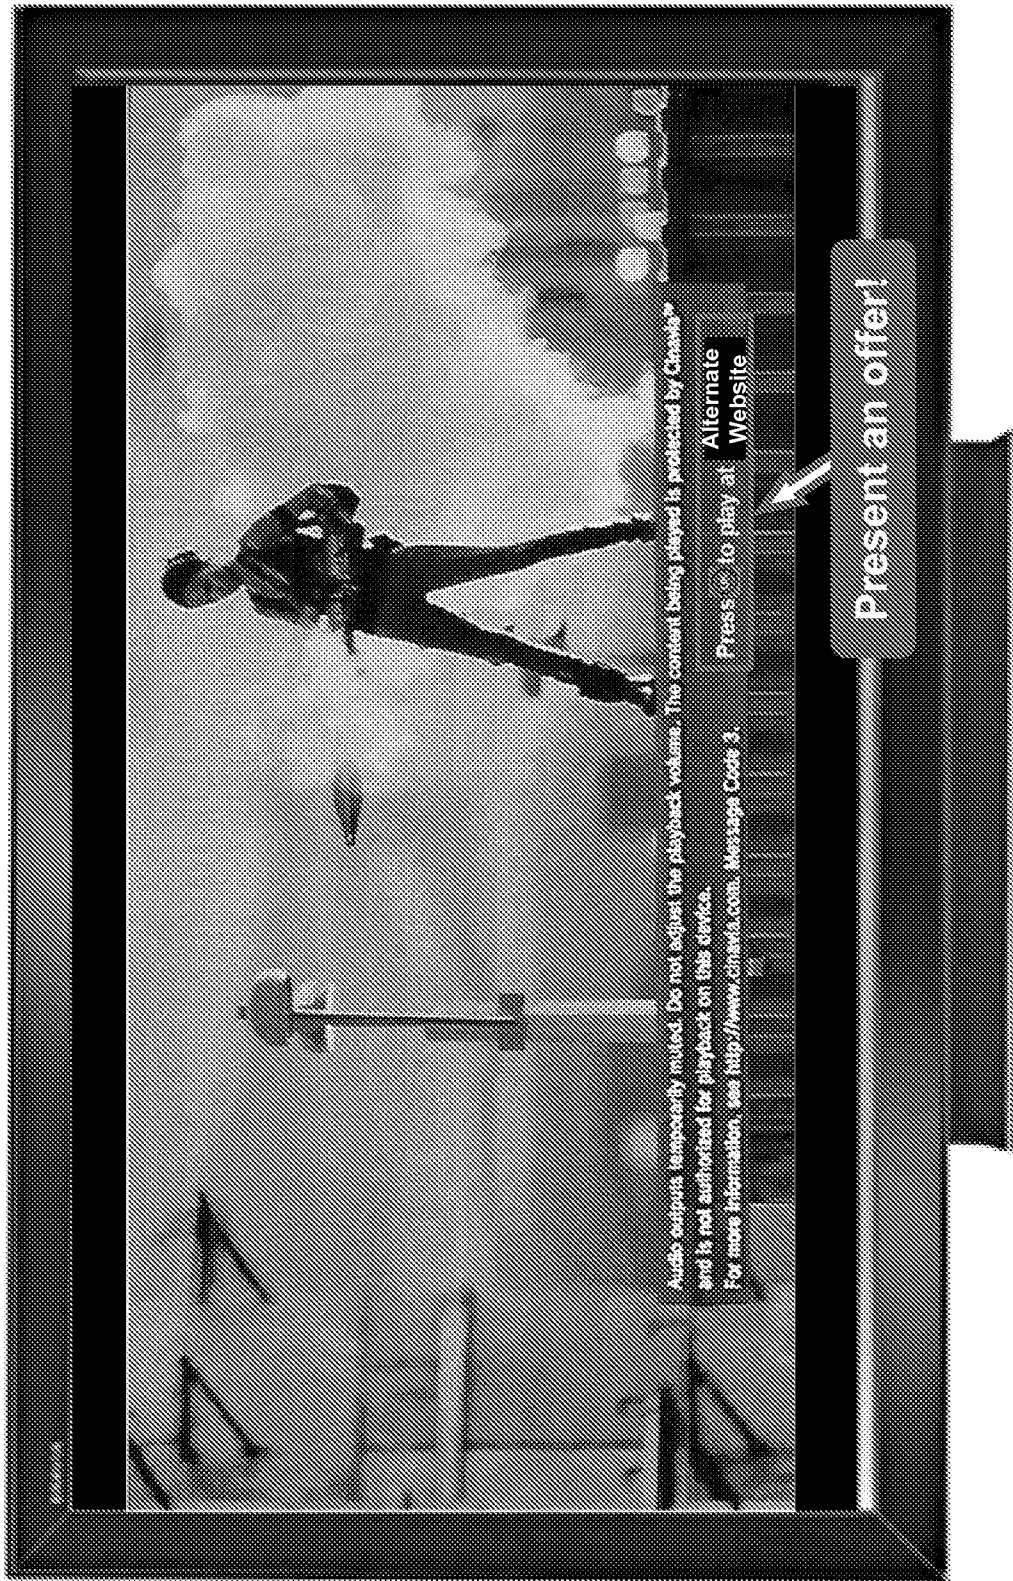 Audio outputs temporarily muted. Do not adjust the playback volume. The content being played is protected by Cinavia™
and is not authorized for playback on this device.
For more information, see http://www.cinavia.com. Message Code 3.
Press to play at
Alternate
Website
Present an offer!